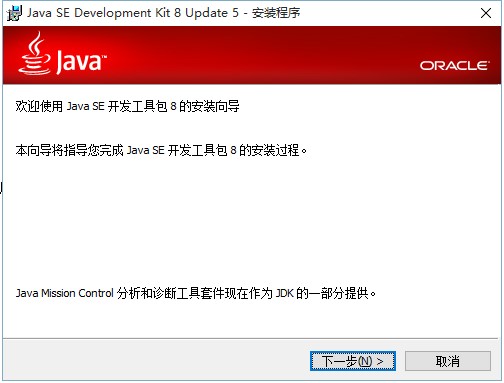 Java SE Development Kit 8 Update 5 - 安装程序
Java™
ORACLE
欢迎使用 Java SE 开发工具包 8 的安装向导
本向导将指导您完成 Java SE 开发工具包 8 的安装过程。
Java Mission Control 分析和诊断工具套件现在作为 JDK 的一部分提供。
下一步(N) >
取消